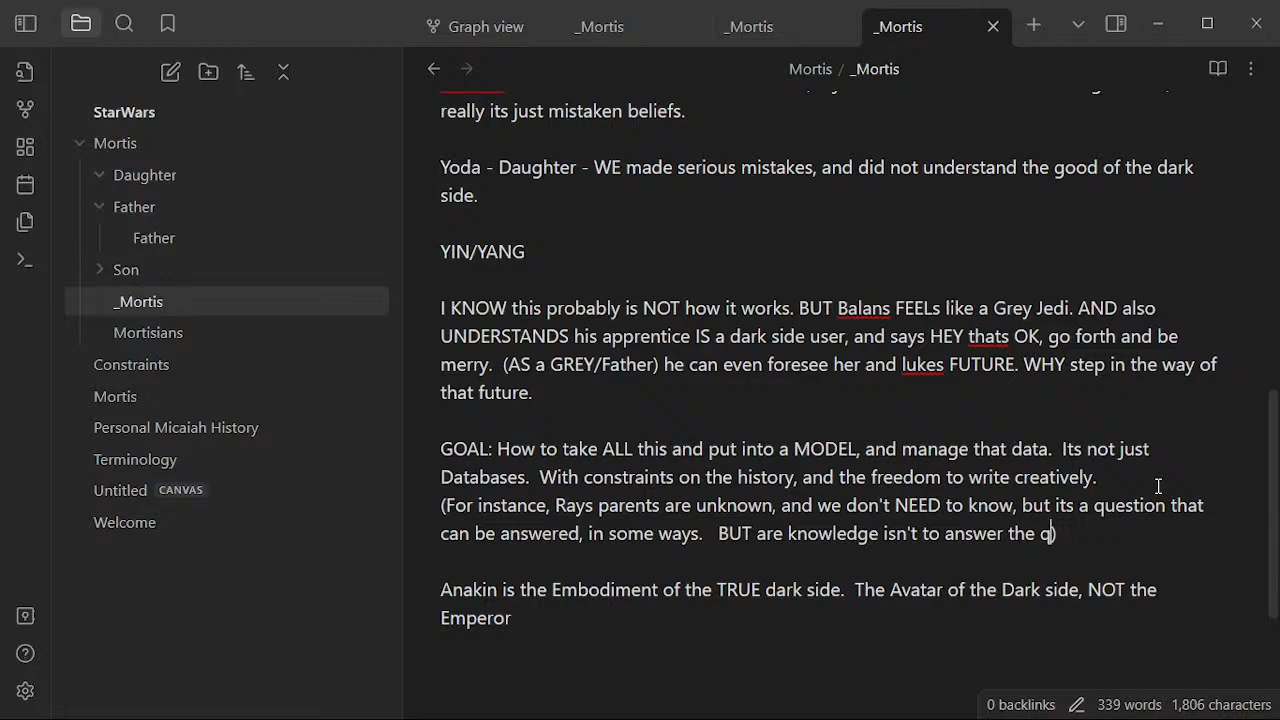 Graph view
_Mortis
_Mortis
_Mortis
Mortis / _Mortis
StarWars
Mortis
Daughter
Father
Father
Son
_Mortis
Mortisians
Constraints
Mortis
Personal Micaiah History
Terminology
Untitled CANVAS
Welcome
really its just mistaken beliefs.
Yoda - Daughter - WE made serious mistakes, and did not understand the good of the dark
side.
YIN/YANG
I KNOW this probably is NOT how it works. BUT Balans FEELs like a Grey Jedi. AND also
UNDERSTANDS his apprentice IS a dark side user, and says HEY thats OK, go forth and be
merry.  (AS a GREY/Father) he can even foresee her and lukes FUTURE. WHY step in the way of
that future.
GOAL: How to take ALL this and put into a MODEL, and manage that data.  Its not just
Databases.  With constraints on the history, and the freedom to write creatively.
(For instance, Rays parents are unknown, and we don't NEED to know, but its a question that
can be answered, in some ways.   BUT are knowledge isn't to answer the q)
Anakin is the Embodiment of the TRUE dark side.  The Avatar of the Dark side, NOT the
Emperor
0 backlinks 339 words 1,806 characters